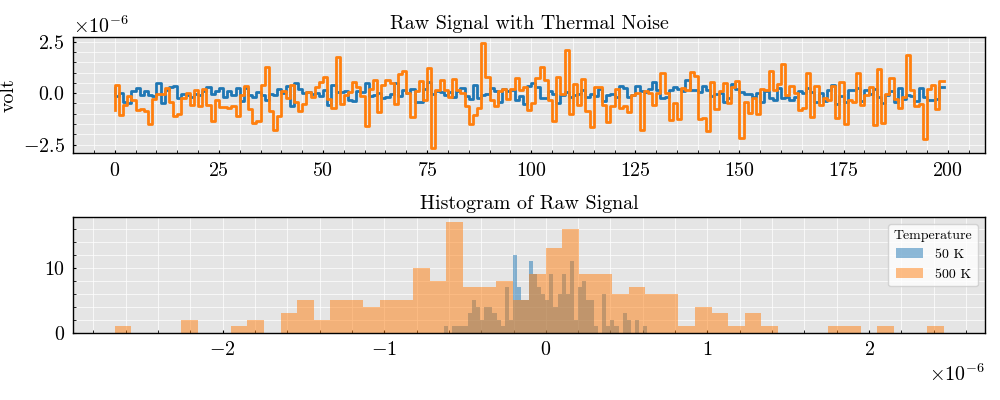 Raw Signal with Thermal Noise
×10⁻⁶
2.5
0.0
−2.5
volt
0 25 50 75 100 125 150 175 200
Histogram of Raw Signal
10
0
Temperature
50 K
500 K
−2 −1 0 1 2
×10⁻⁶